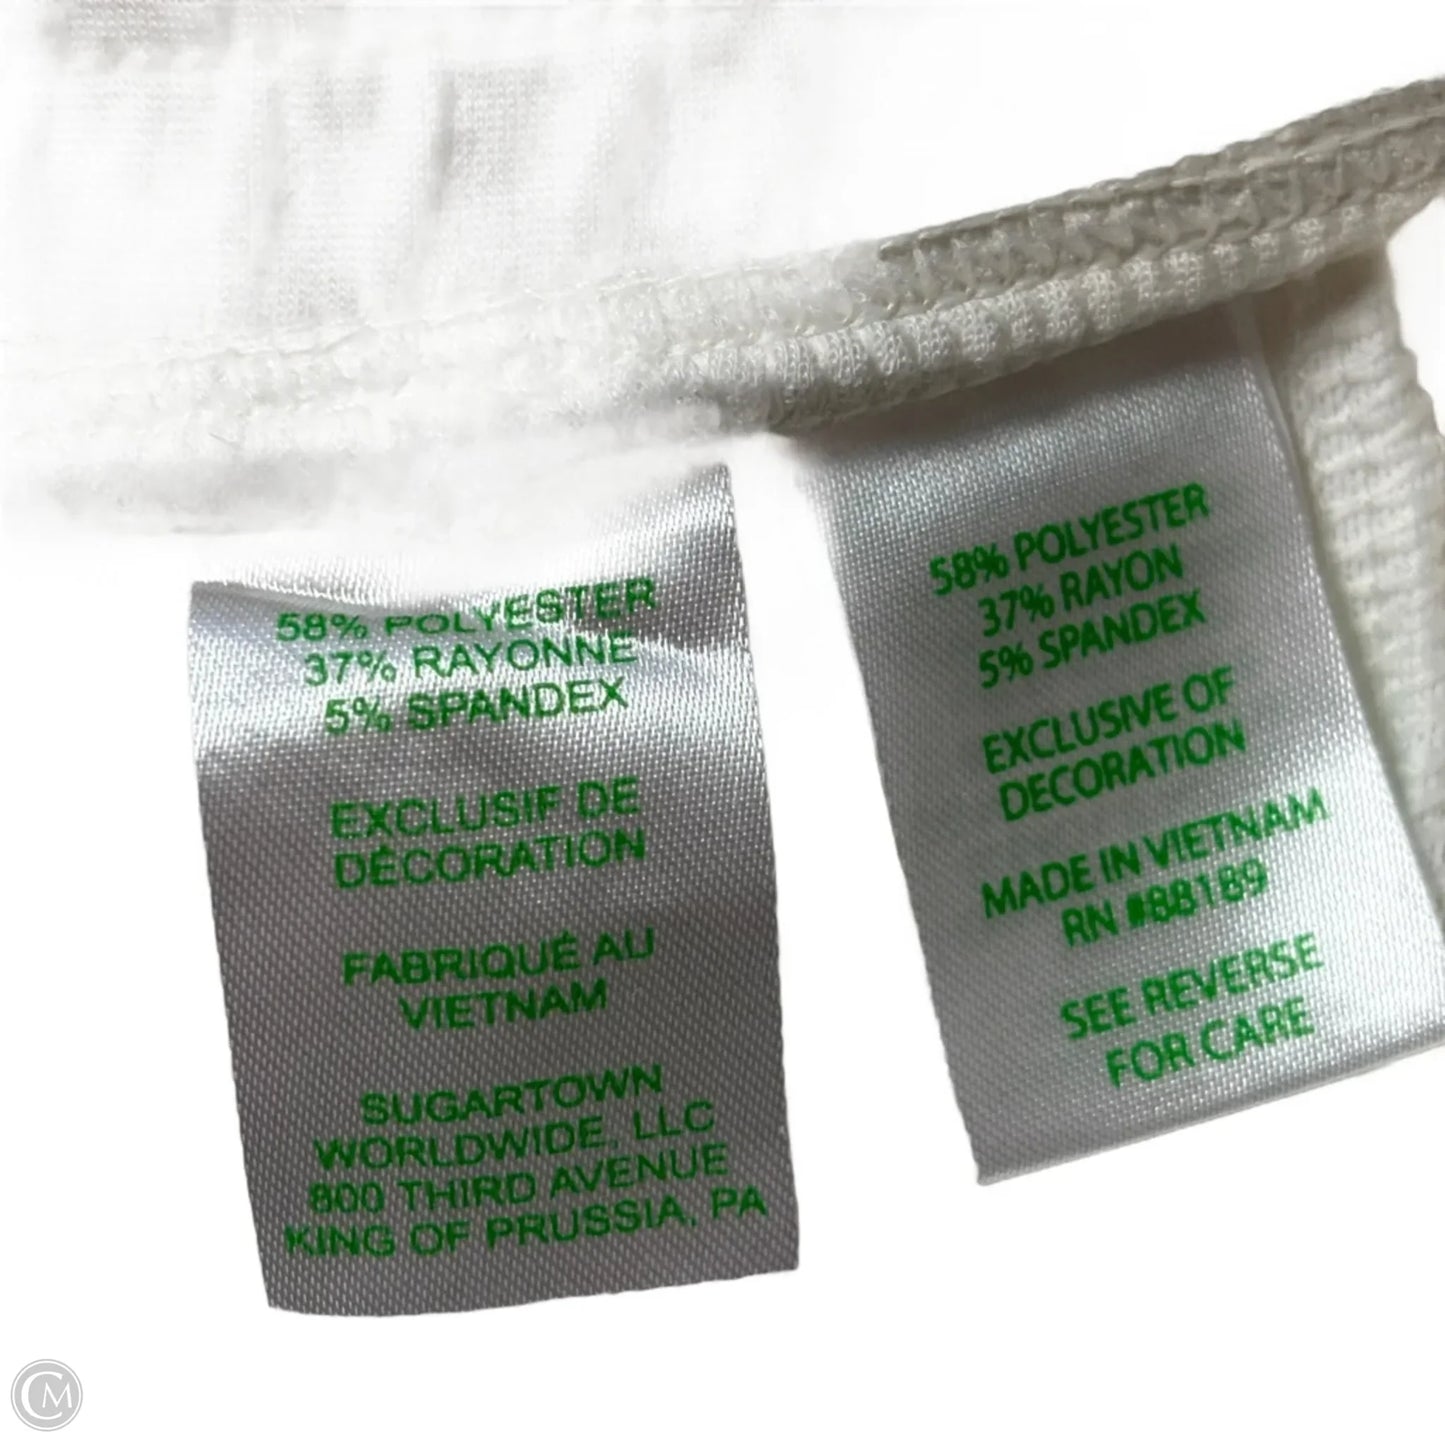 58% POLYESTER
37% RAYONNE
5% SPANDEX
EXCLUSIF DE
DÉCORATION
FABRIQUÉ AU
VIETNAM
SUGARTOWN
WORLDWIDE, LLC
800 THIRD AVENUE
KING OF PRUSSIA, PA
58% POLYESTER
37% RAYON
5% SPANDEX
EXCLUSIVE OF
DECORATION
MADE IN VIETNAM
RN #88189
SEE REVERSE
FOR CARE
CM